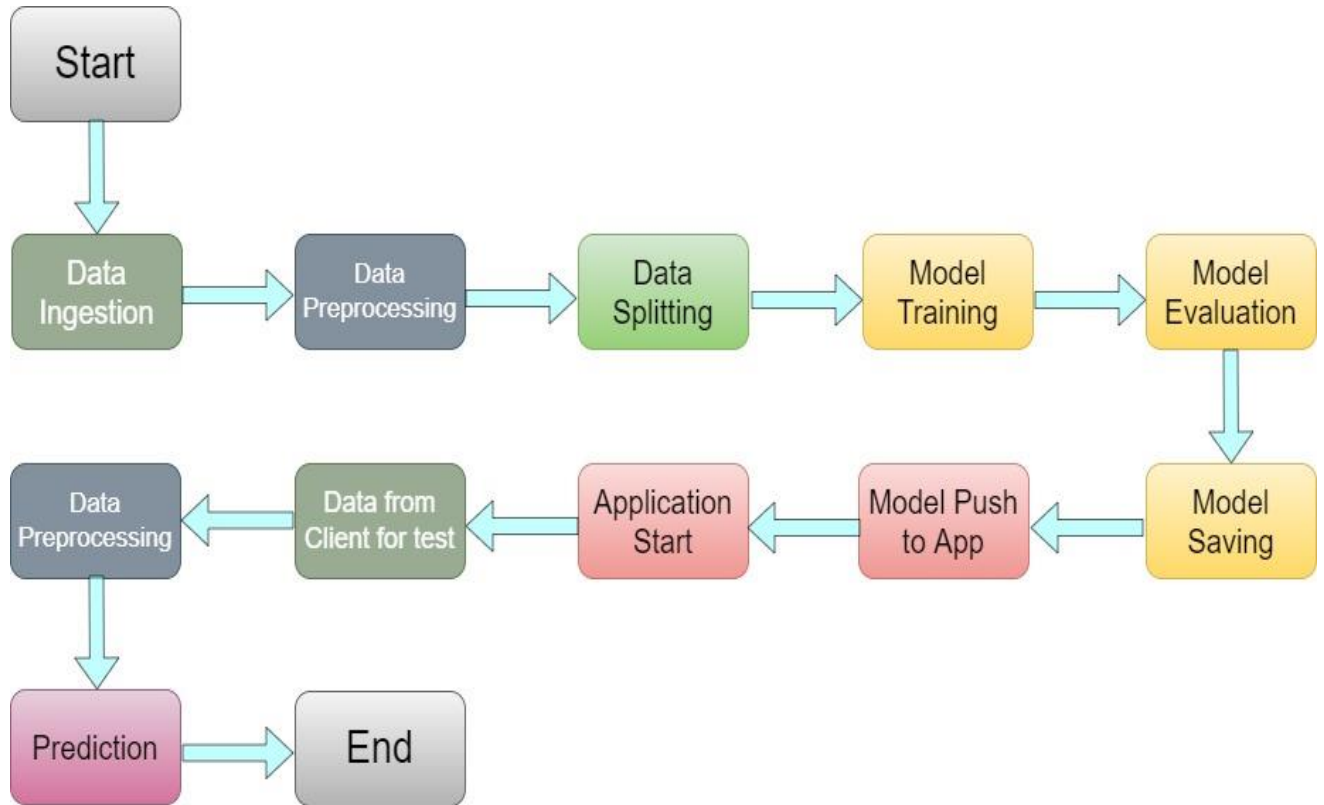 Start
Data
Ingestion
Data
Preprocessing
Data
Splitting
Model
Training
Model
Evaluation
Model
Saving
Model Push
to App
Application
Start
Data from
Client for test
Data
Preprocessing
Prediction
End